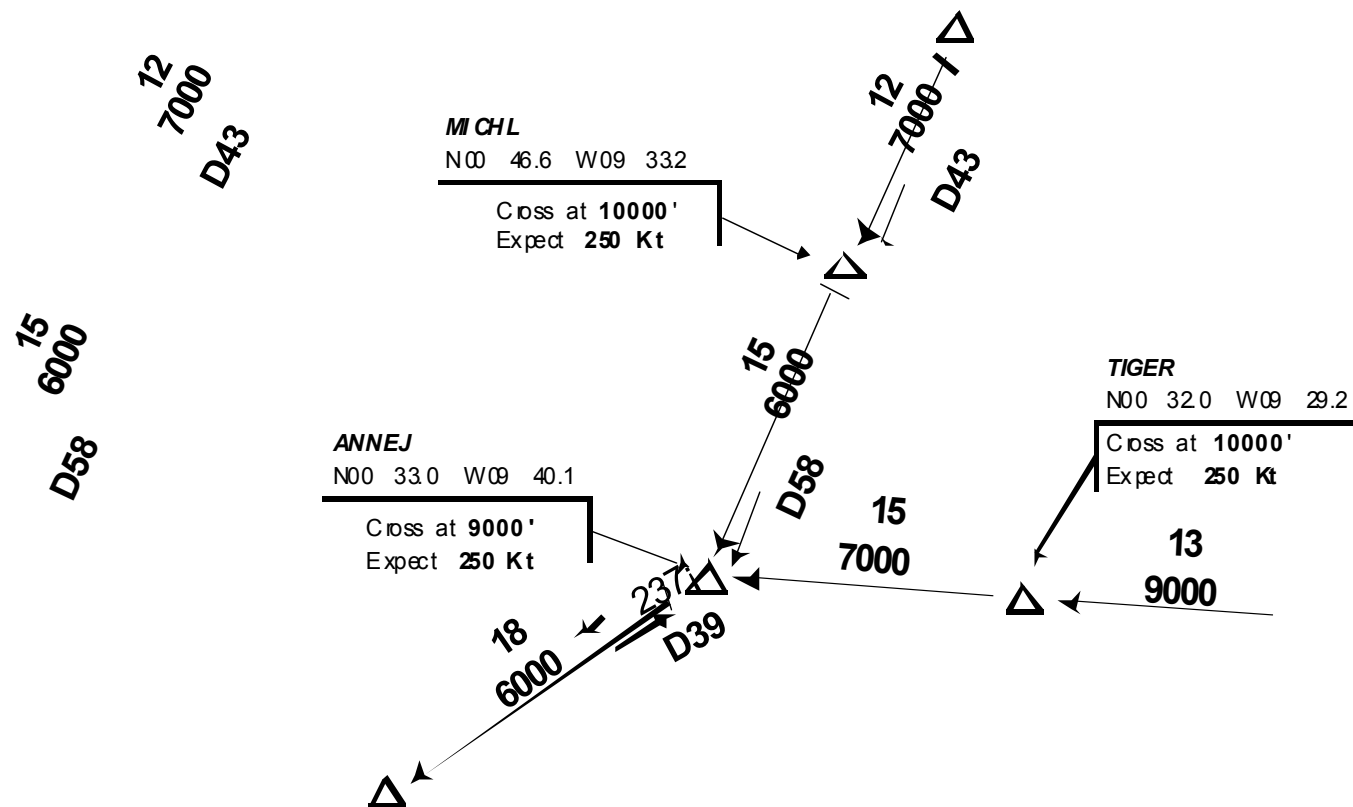 12
7000
D43
12
7000
D43
MICHL
N00 46.6 W09 33.2
Cross at 10000'
Expect 250 Kt
15
6000
D58
15
6000
D58
TIGER
N00 32.0 W09 29.2
Cross at 10000'
Expect 250 Kt
ANNEJ
N00 33.0 W09 40.1
Cross at 9000'
Expect 250 Kt
15
7000
13
9000
237
D39
18
6000